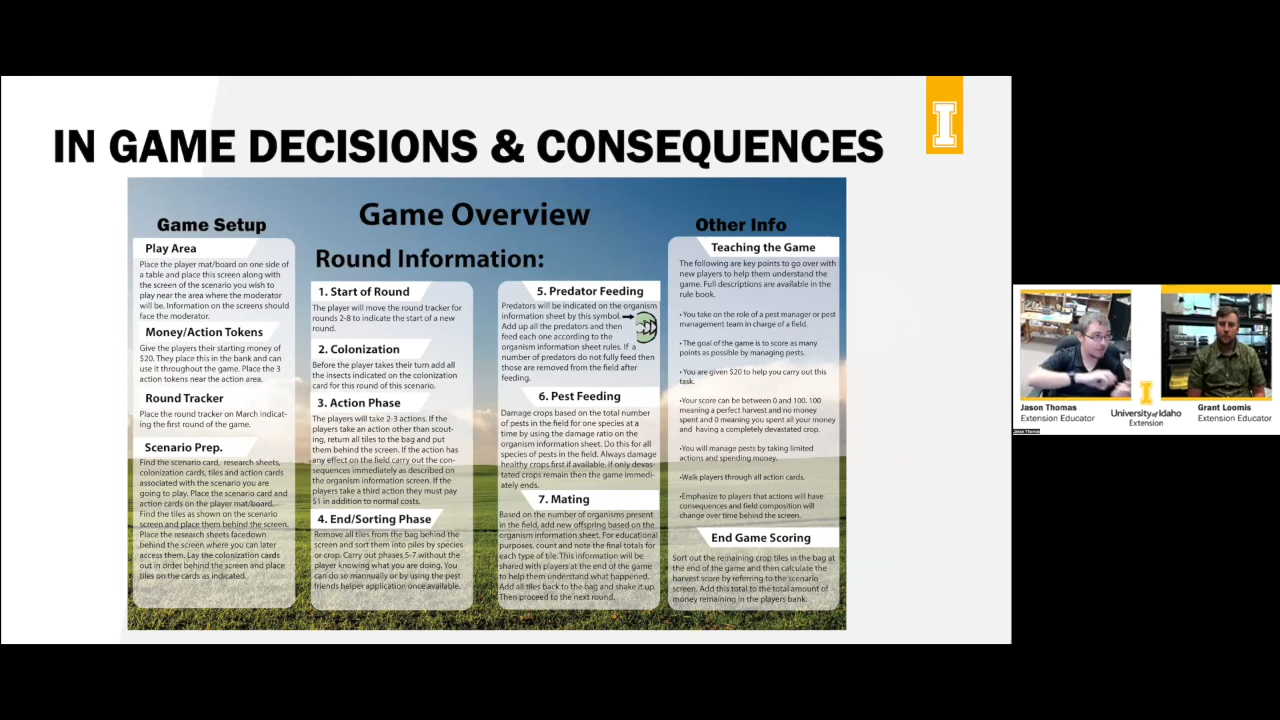 IN GAME DECISIONS & CONSEQUENCES
I
Game Overview
Game Setup
Play Area
Place the player mat/board on one side of
a table and place this screen along with
the screen of the scenario you wish to
play near the area where the moderator
will be. Information on the screens should
face the moderator.
Money/Action Tokens
Give the players their starting money of
$20. They place this in the bank and can
use it throughout the game. Place the 3
action tokens near the action area.
Round Tracker
Place the round tracker on March indicat-
ing the first round of the game.
Scenario Prep.
Find the scenario card, research sheets,
colonization cards, tiles and action cards
associated with the scenario you are
going to play. Place the scenario card and
action cards on the player mat/board.
Find the tiles as shown on the scenario
screen and place them behind the screen.
Place the research sheets facedown
behind the screen where you can later
access them. Lay the colonization cards
out in order behind the screen and place
tiles on the cards as indicated.
Round Information:
1. Start of Round
The player will move the round tracker for
rounds 2-8 to indicate the start of a new
round.
2. Colonization
Before the player takes their turn add all
the insects indicated on the colonization
card for this round of this scenario.
3. Action Phase
The players will take 2-3 actions. If the
players take an action other than scout-
ing, return all tiles to the bag and put
them behind the screen. If the action has
any effect on the field carry out the con-
sequences immediately as described on
the organism information screen. If the
players take a third action they must pay
$1 in addition to normal costs.
4. End/Sorting Phase
Remove all tiles from the bag behind the
screen and sort them into piles by species
or crop. Carry out phases 5-7 without the
player knowing what you are doing. You
can do so mannually or by using the pest
friends helper application once available.
5. Predator Feeding
Predators will be indicated on the organism
information sheet by this symbol.
Add up all the predators and then
feed each one according to the
organism information sheet rules. If a
number of predators do not fully feed then
those are removed from the field after
feeding.
6. Pest Feeding
Damage crops based on the total number
of pests in the field for one species at a
time by using the damage ratio on the
organism information sheet. Do this for all
species of pests in the field. Always damage
healthy crops first if available. If only devas-
tated crops remain then the game immedi-
ately ends.
7. Mating
Based on the number of organisms present
in the field, add new offspring based on the
organism information sheet. For educational
purposes, count and note the final totals for
each type of tile. This information will be
shared with players at the end of the game
to help them understand what happened.
Add all tiles back to the bag and shake it up.
Then proceed to the next round.
Other Info
Teaching the Game
The following are key points to go over with
new players to help them understand the
game. Full descriptions are available in the
rule book.
•You take on the role of a pest manager or pest
management team in charge of a field.
• The goal of the game is to score as many
points as possible by managing pests.
•You are given $20 to help you carry out this
task.
•Your score can be between 0 and 100. 100
meaning a perfect harvest and no money
spent and 0 meaning you spent all your money
and having a completely devastated crop.
•You will manage pests by taking limited
actions and spending money.
•Walk players through all action cards.
•Emphasize to players that actions will have
consequences and field composition will
change over time behind the screen.
End Game Scoring
Sort out the remaining crop tiles in the bag at
the end of the game and then calculate the
harvest score by referring to the scenario
screen. Add this total to the total amount of
money remaining in the players bank.
Jason Thomas
Extension Educator
Jason Thomas
I
University of Idaho
Extension
Grant Loomis
Extension Educator